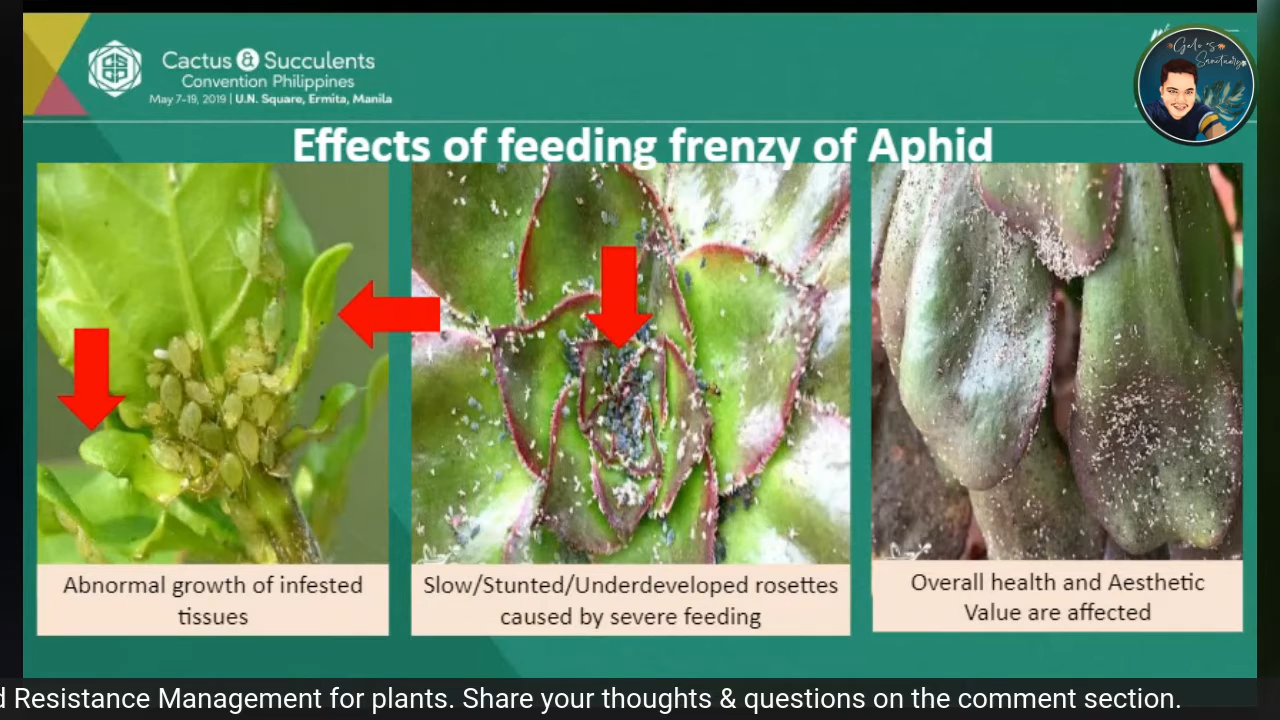 Cactus & Succulents
Convention Philippines
May 7-19, 2019 | U.N. Square, Ermita, Manila
Galo's
Sanctuary
Effects of feeding frenzy of Aphid
Abnormal growth of infested
tissues
Slow/Stunted/Underdeveloped rosettes
caused by severe feeding
Overall health and Aesthetic
Value are affected
d Resistance Management for plants. Share your thoughts & questions on the comment section.